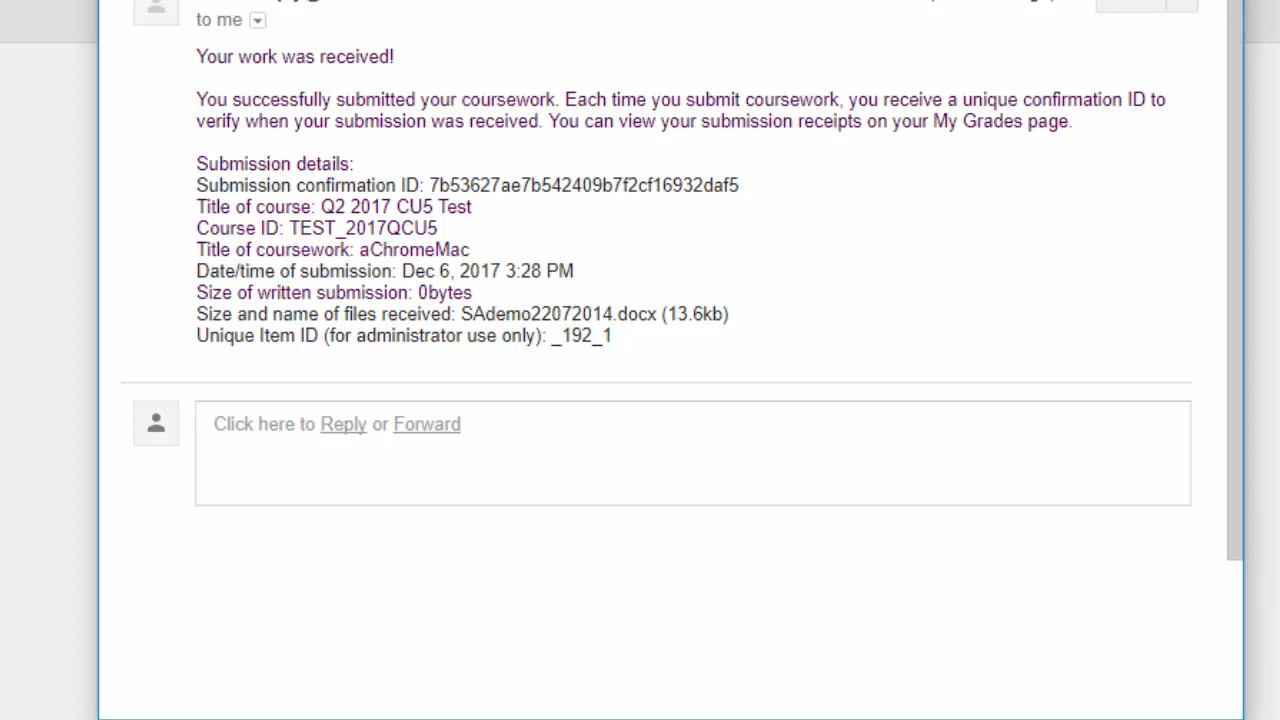 to me
Your work was received!
You successfully submitted your coursework. Each time you submit coursework, you receive a unique confirmation ID to
verify when your submission was received. You can view your submission receipts on your My Grades page.
Submission details:
Submission confirmation ID: 7b53627ae7b542409b7f2cf16932daf5
Title of course: Q2 2017 CU5 Test
Course ID: TEST_2017QCU5
Title of coursework: aChromeMac
Date/time of submission: Dec 6, 2017 3:28 PM
Size of written submission: 0bytes
Size and name of files received: SAdemo22072014.docx (13.6kb)
Unique Item ID (for administrator use only): _192_1
Click here to Reply or Forward